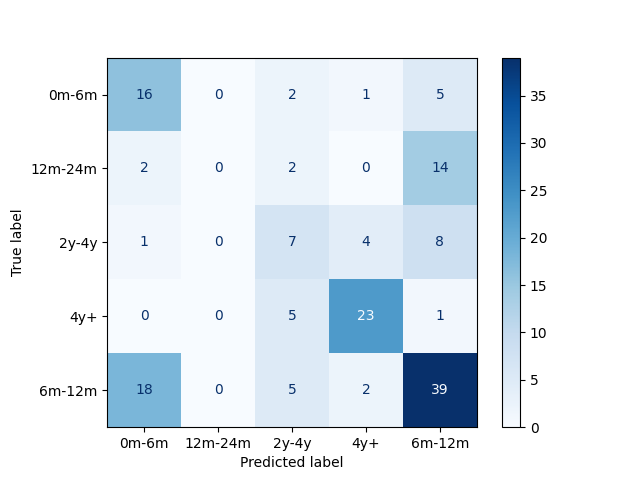 0m-6m 16 0 2 1 5
12m-24m 2 0 2 0 14
2y-4y 1 0 7 4 8
4y+ 0 0 5 23 1
6m-12m 18 0 5 2 39
0m-6m 12m-24m 2y-4y 4y+ 6m-12m
Predicted label
True label
35
30
25
20
15
10
5
0